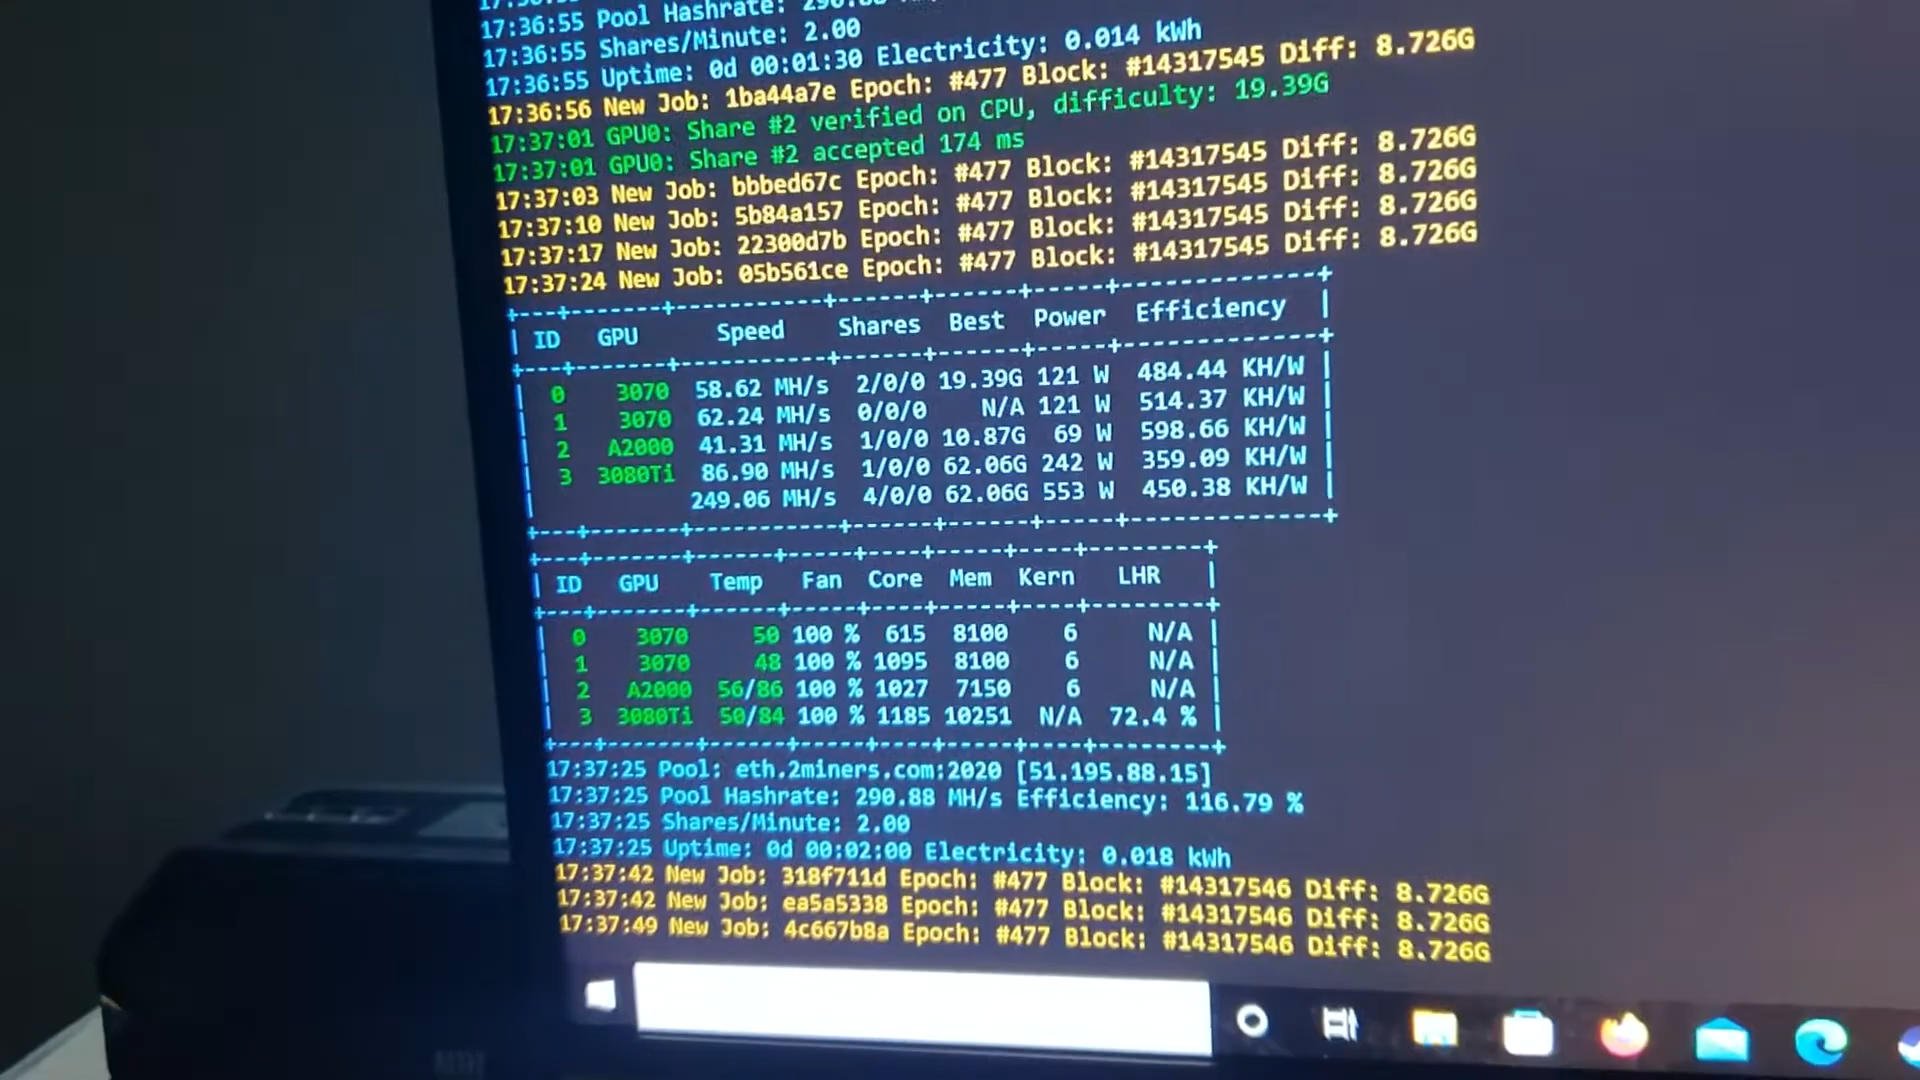 17:36:55 Pool Hashrate: 290.88
17:36:55 Shares/Minute: 2.00
17:36:55 Uptime: 0d 00:01:30 Electricity: 0.014 kWh
17:36:56 New Job: 1ba44a7e Epoch: #477 Block: #14317545 Diff: 8.726G
17:37:01 GPU0: Share #2 verified on CPU, difficulty: 19.39G
17:37:01 GPU0: Share #2 accepted 174 ms
17:37:03 New Job: bbbed67c Epoch: #477 Block: #14317545 Diff: 8.726G
17:37:10 New Job: 5b84a157 Epoch: #477 Block: #14317545 Diff: 8.726G
17:37:17 New Job: 22300d7b Epoch: #477 Block: #14317545 Diff: 8.726G
17:37:24 New Job: 05b561ce Epoch: #477 Block: #14317545 Diff: 8.726G
ID GPU Speed Shares Best Power Efficiency
0 3070 58.62 MH/s 2/0/0 19.39G 121 W 484.44 KH/W
1 3070 62.24 MH/s 0/0/0 N/A 121 W 514.37 KH/W
2 A2000 41.31 MH/s 1/0/0 10.87G 69 W 598.66 KH/W
3 3080Ti 86.90 MH/s 1/0/0 62.06G 242 W 359.09 KH/W
249.06 MH/s 4/0/0 62.06G 553 W 450.38 KH/W
ID GPU Temp Fan Core Mem Kern LHR
0 3070 50 100 % 615 8100 6 N/A
1 3070 48 100 % 1095 8100 6 N/A
2 A2000 56/86 100 % 1027 7150 6 N/A
3 3080Ti 50/84 100 % 1185 10251 N/A 72.4 %
17:37:25 Pool: eth.2miners.com:2020 [51.195.88.15]
17:37:25 Pool Hashrate: 290.88 MH/s Efficiency: 116.79 %
17:37:25 Shares/Minute: 2.00
17:37:25 Uptime: 0d 00:02:00 Electricity: 0.018 kWh
17:37:42 New Job: 318f711d Epoch: #477 Block: #14317546 Diff: 8.726G
17:37:42 New Job: ea5a5338 Epoch: #477 Block: #14317546 Diff: 8.726G
17:37:49 New Job: 4c667b8a Epoch: #477 Block: #14317546 Diff: 8.726G